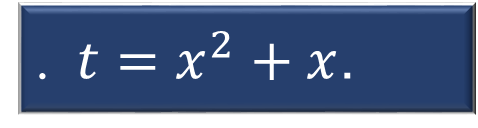 . t = x² + x.